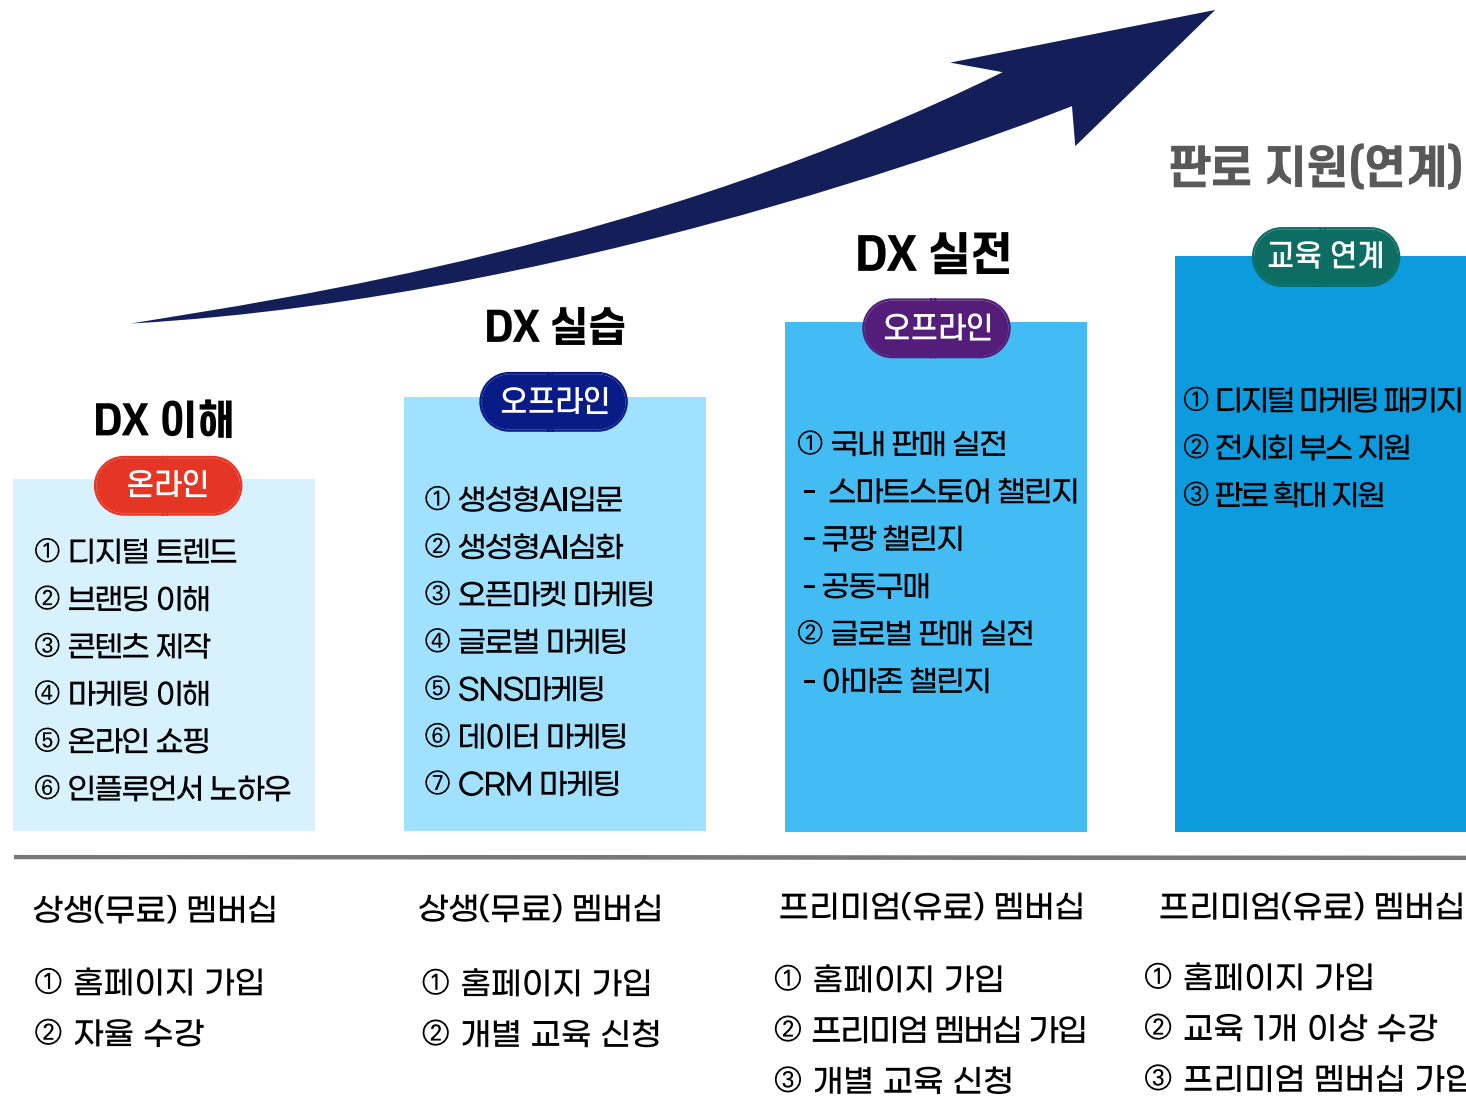 DX 이해
온라인
① 디지털 트렌드
② 브랜딩 이해
③ 콘텐츠 제작
④ 마케팅 이해
⑤ 온라인 쇼핑
⑥ 인플루언서 노하우
상생(무료) 멤버십
① 홈페이지 가입
② 자율 수강
DX 실습
오프라인
① 생성형AI입문
② 생성형AI심화
③ 오픈마켓 마케팅
④ 글로벌 마케팅
⑤ SNS마케팅
⑥ 데이터 마케팅
⑦ CRM 마케팅
상생(무료) 멤버십
① 홈페이지 가입
② 개별 교육 신청
DX 실전
오프라인
① 국내 판매 실전
- 스마트스토어 챌린지
- 쿠팡 챌린지
- 공동구매
② 글로벌 판매 실전
- 아마존 챌린지
프리미엄(유료) 멤버십
① 홈페이지 가입
② 프리미엄 멤버십 가입
③ 개별 교육 신청
판로 지원(연계)
교육 연계
① 디지털 마케팅 패키지
② 전시회 부스 지원
③ 판로 확대 지원
프리미엄(유료) 멤버십
① 홈페이지 가입
② 교육 1개 이상 수강
③ 프리미엄 멤버십 가입